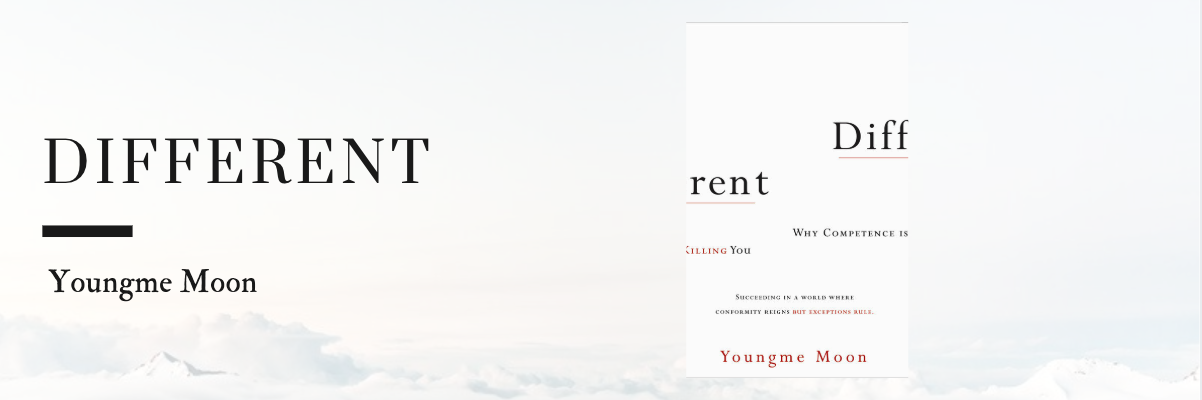 DIFFERENT
Youngme Moon
Diff
rent
Why Competence is
Killing You
Succeeding in a world where
conformity reigns but exceptions rule.
Youngme Moon